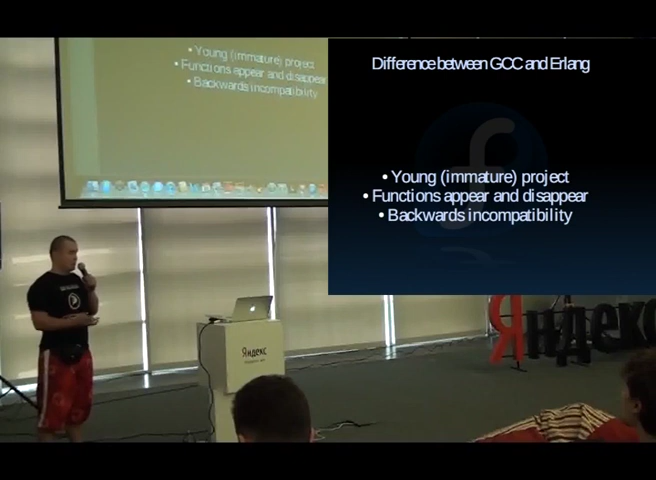 Young (immature) project
Functions appear and disappear
Backwards incompatibility
Difference between GCC and Erlang
• Young (immature) project
• Functions appear and disappear
• Backwards incompatibility
Яндекс
Яндекс